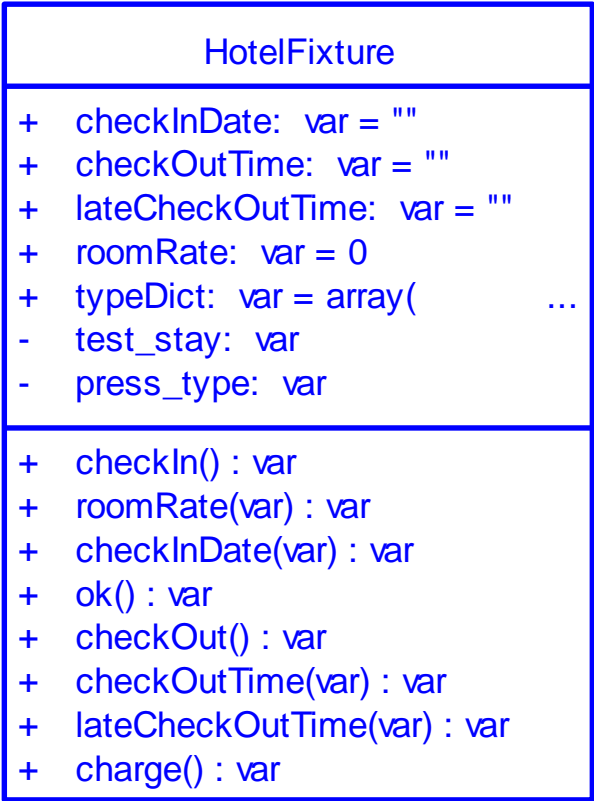 HotelFixture
+ checkInDate: var = ""
+ checkOutTime: var = ""
+ lateCheckOutTime: var = ""
+ roomRate: var = 0
+ typeDict: var = array( ...
- test_stay: var
- press_type: var
+ checkIn() : var
+ roomRate(var) : var
+ checkInDate(var) : var
+ ok() : var
+ checkOut() : var
+ checkOutTime(var) : var
+ lateCheckOutTime(var) : var
+ charge() : var